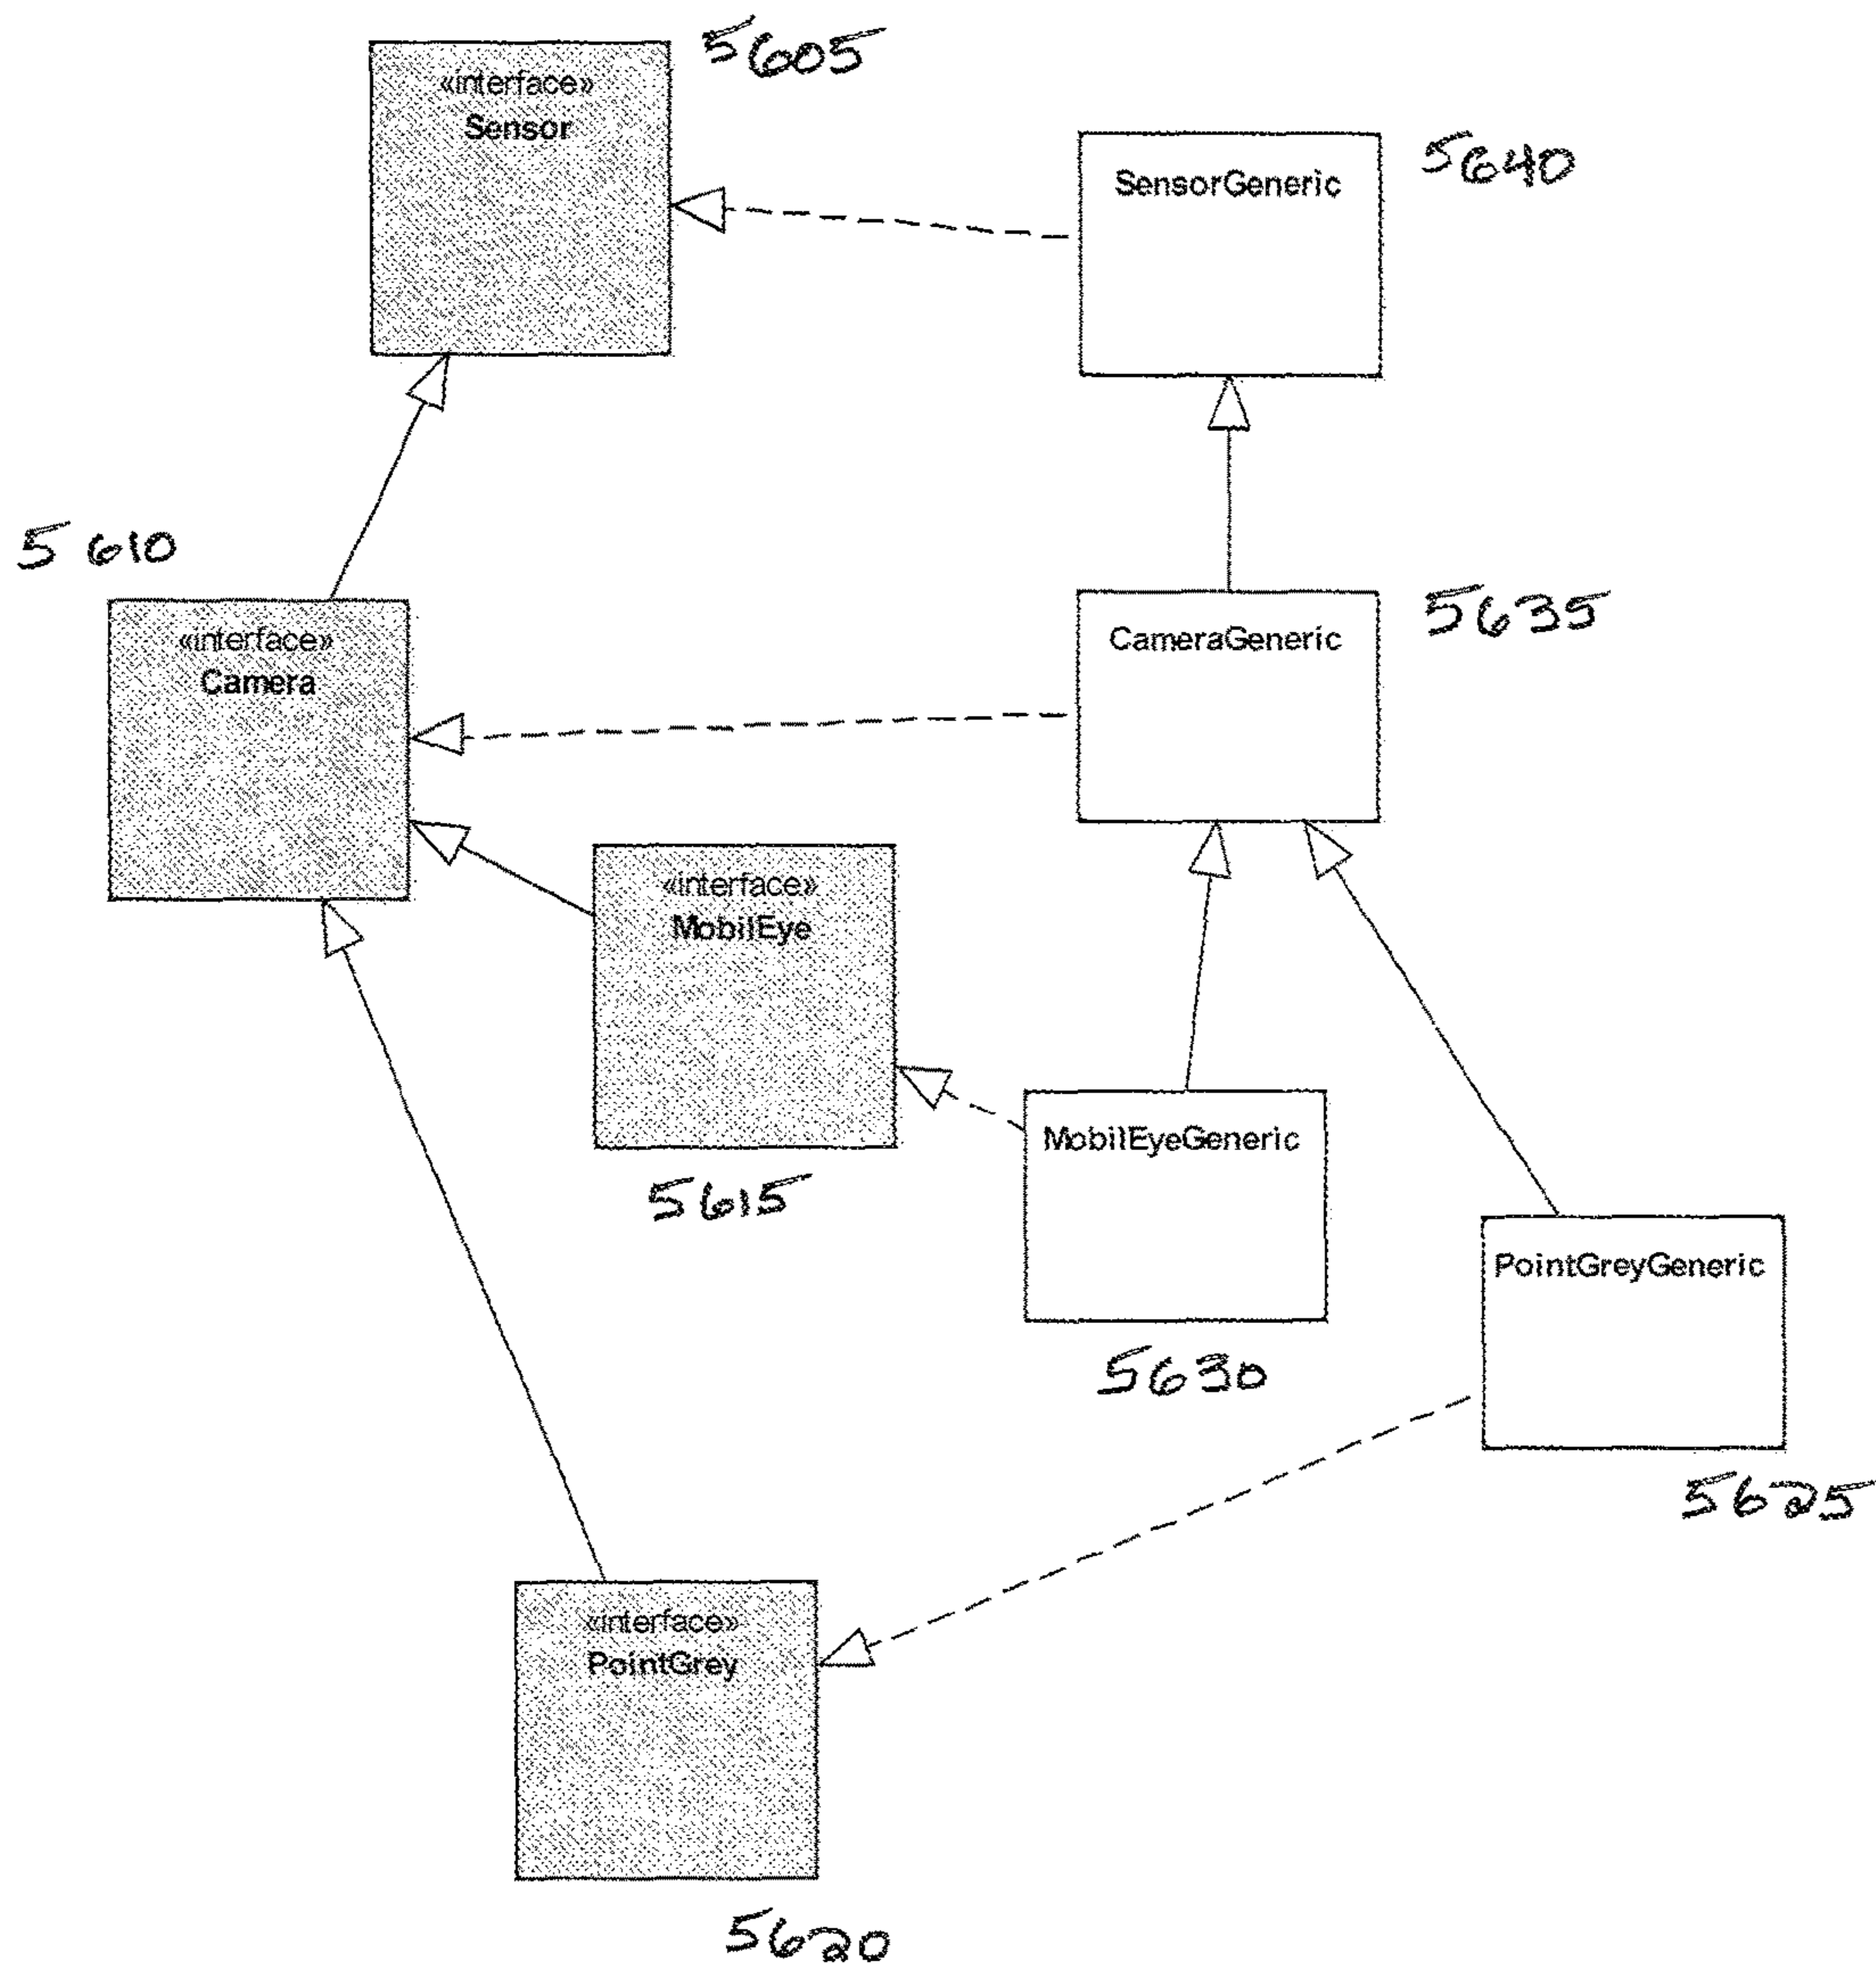 5605
«interface»
Sensor
5640
SensorGeneric
5610
«interface»
Camera
5635
CameraGeneric
«interface»
MobilEye
5615
MobilEyeGeneric
5630
PointGreyGeneric
5625
«interface»
PointGrey
5620